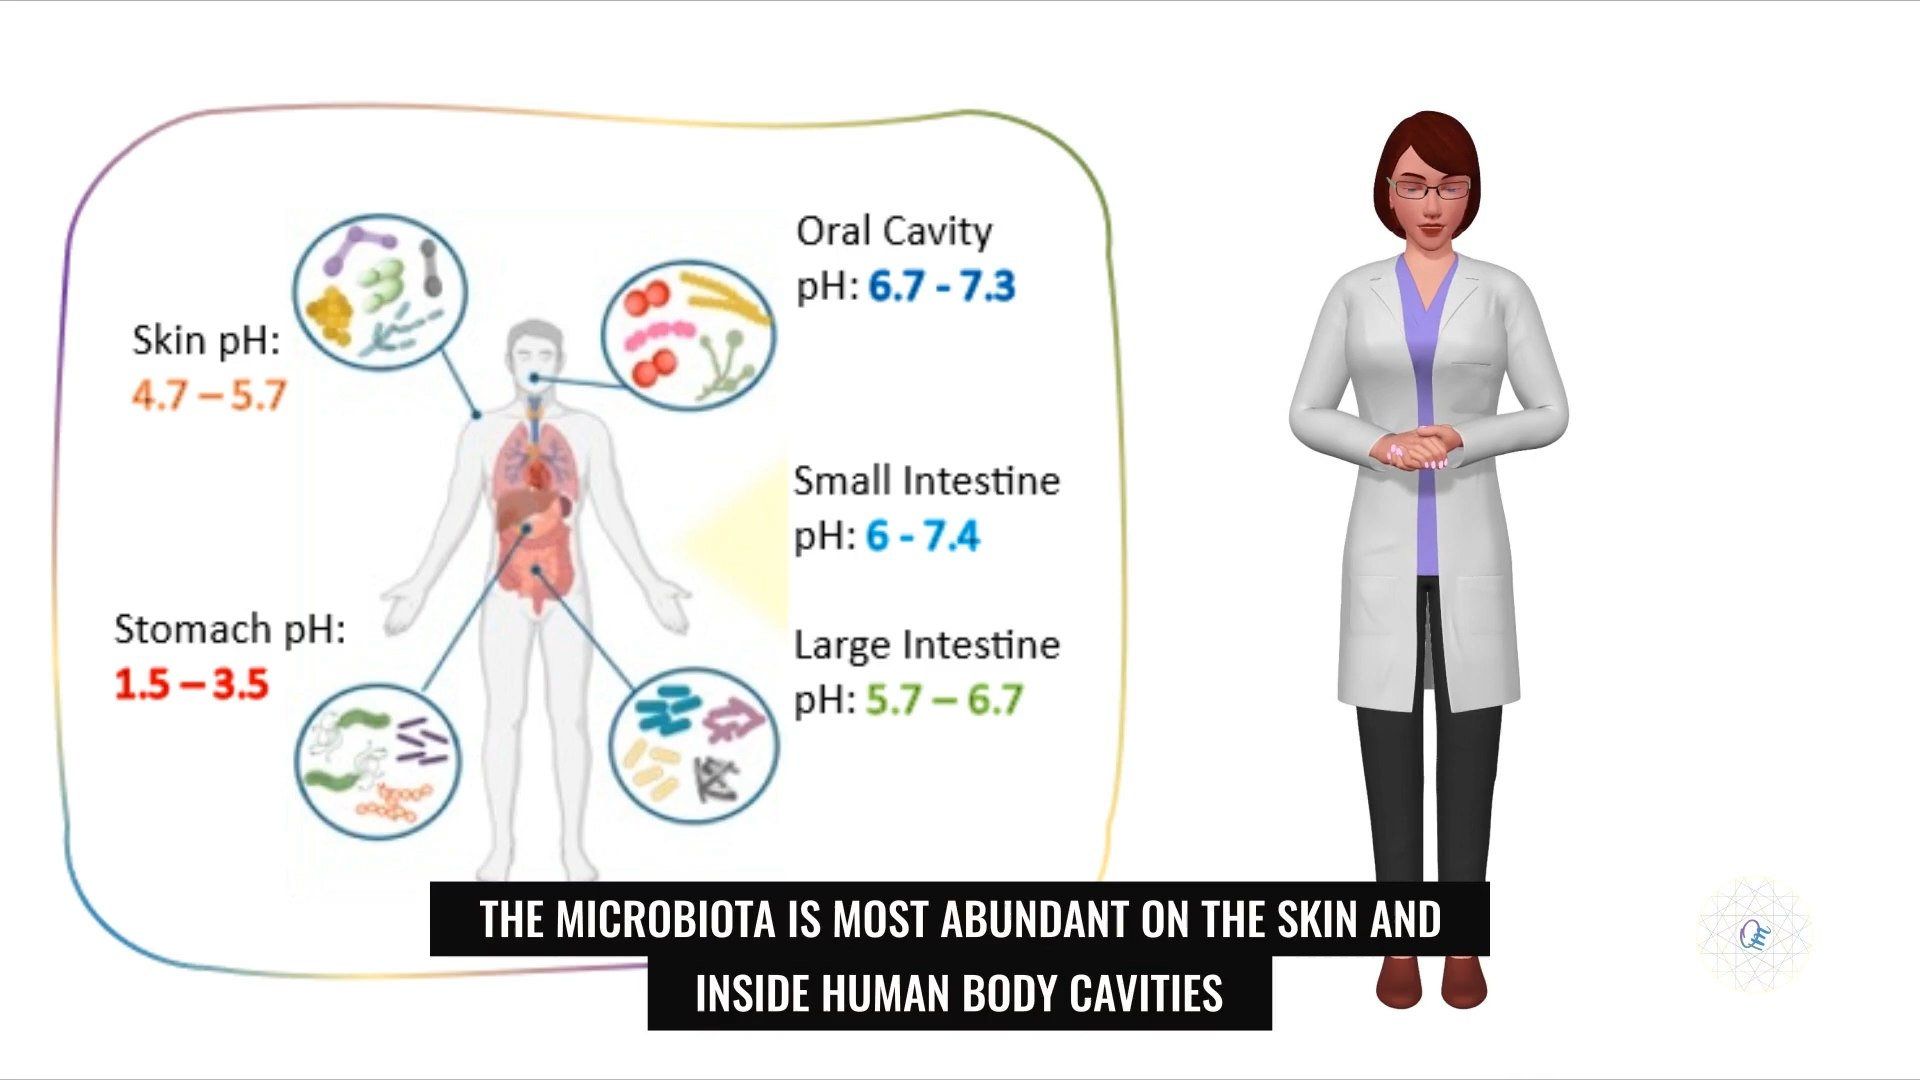 Oral Cavity
pH: 6.7 - 7.3
Skin pH:
4.7 – 5.7
Small Intestine
pH: 6 - 7.4
Stomach pH:
1.5 – 3.5
Large Intestine
pH: 5.7 – 6.7
THE MICROBIOTA IS MOST ABUNDANT ON THE SKIN AND
INSIDE HUMAN BODY CAVITIES